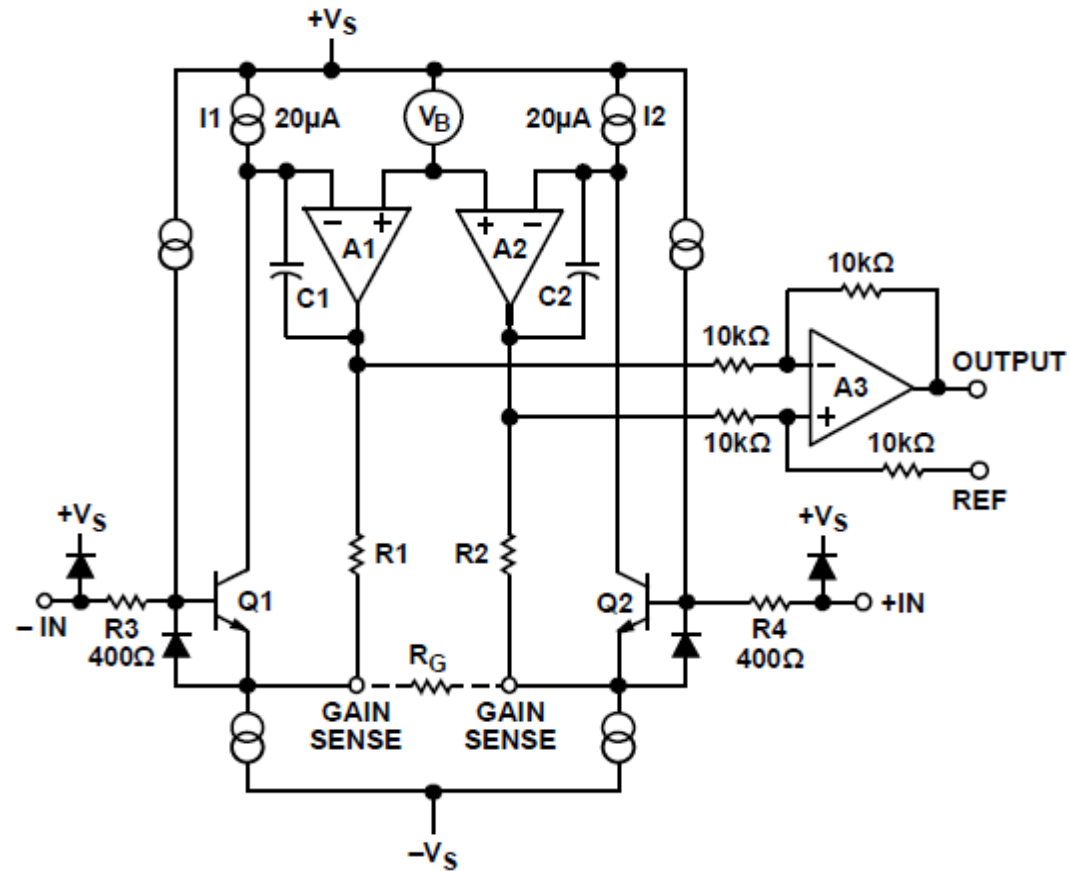 +VS
I1
20µA
VB
20µA
I2
− +
A1
+ −
A2
C1
C2
10kΩ
10kΩ
−
A3
+
OUTPUT
10kΩ
10kΩ
REF
+VS
R1
R2
+VS
− IN
R3
400Ω
Q1
Q2
R4
400Ω
+IN
RG
GAIN
SENSE
GAIN
SENSE
−VS